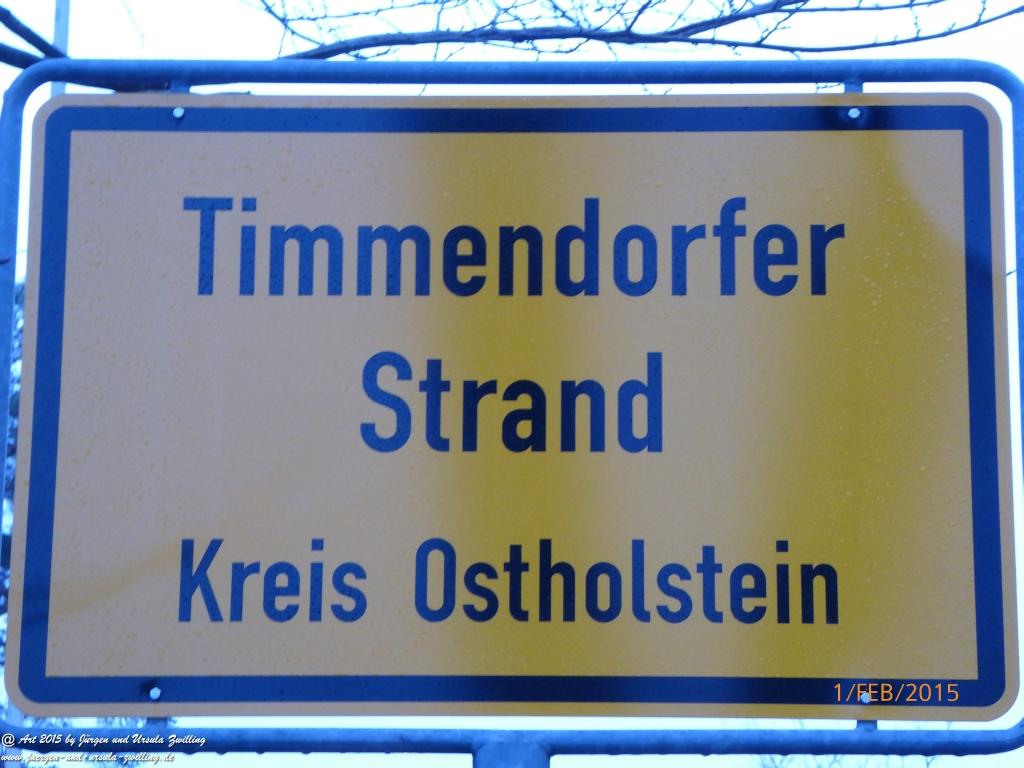 Timmendorfer
Strand
Kreis Ostholstein
1/FEB/2015
@ Art 2015 by Jürgen und Ursula Zwilling
www.juergen-und-ursula-zwilling.de